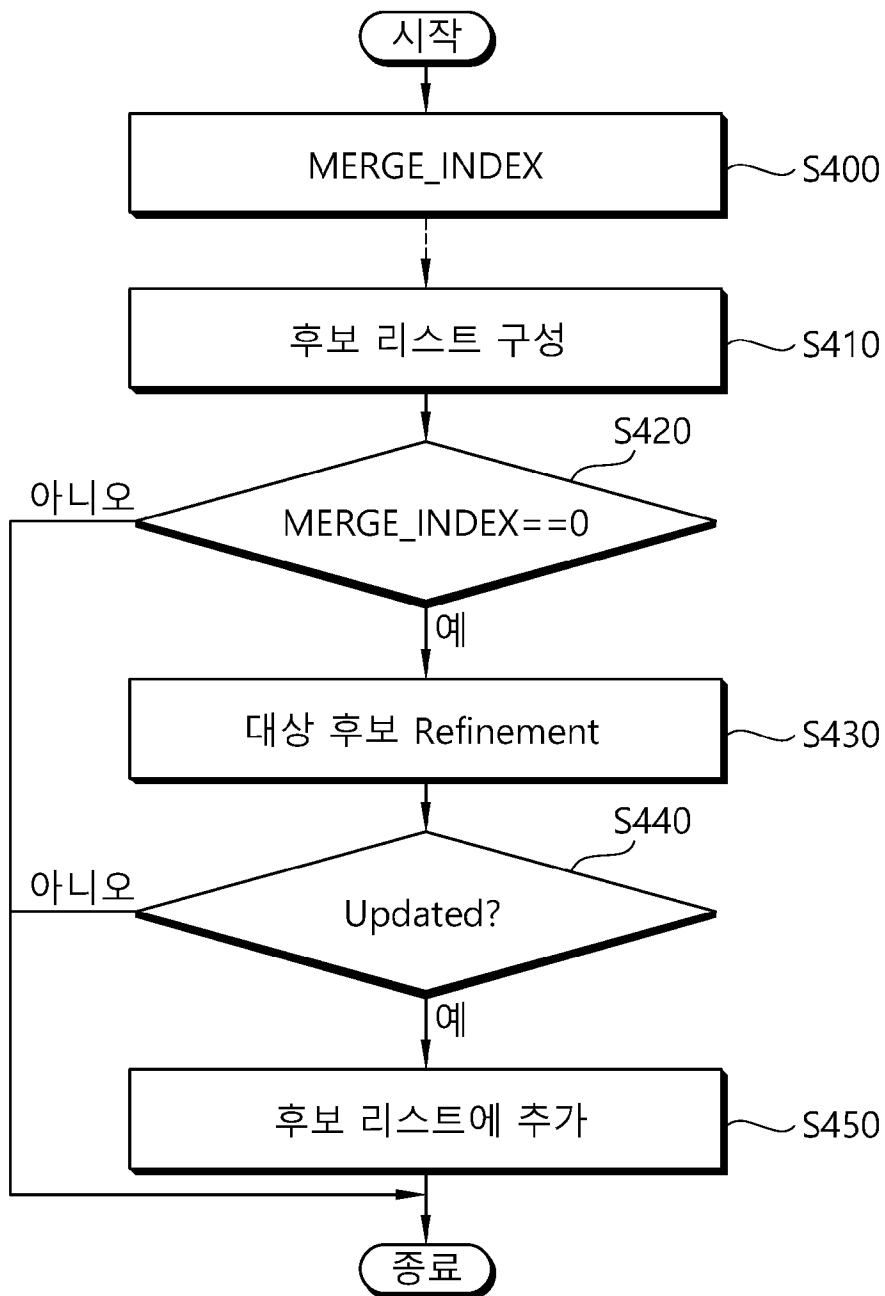 시작
MERGE_INDEX
S400
후보 리스트 구성
S410
S420
아니오
MERGE_INDEX==0
예
대상 후보 Refinement
S430
S440
아니오
Updated?
예
후보 리스트에 추가
S450
종료